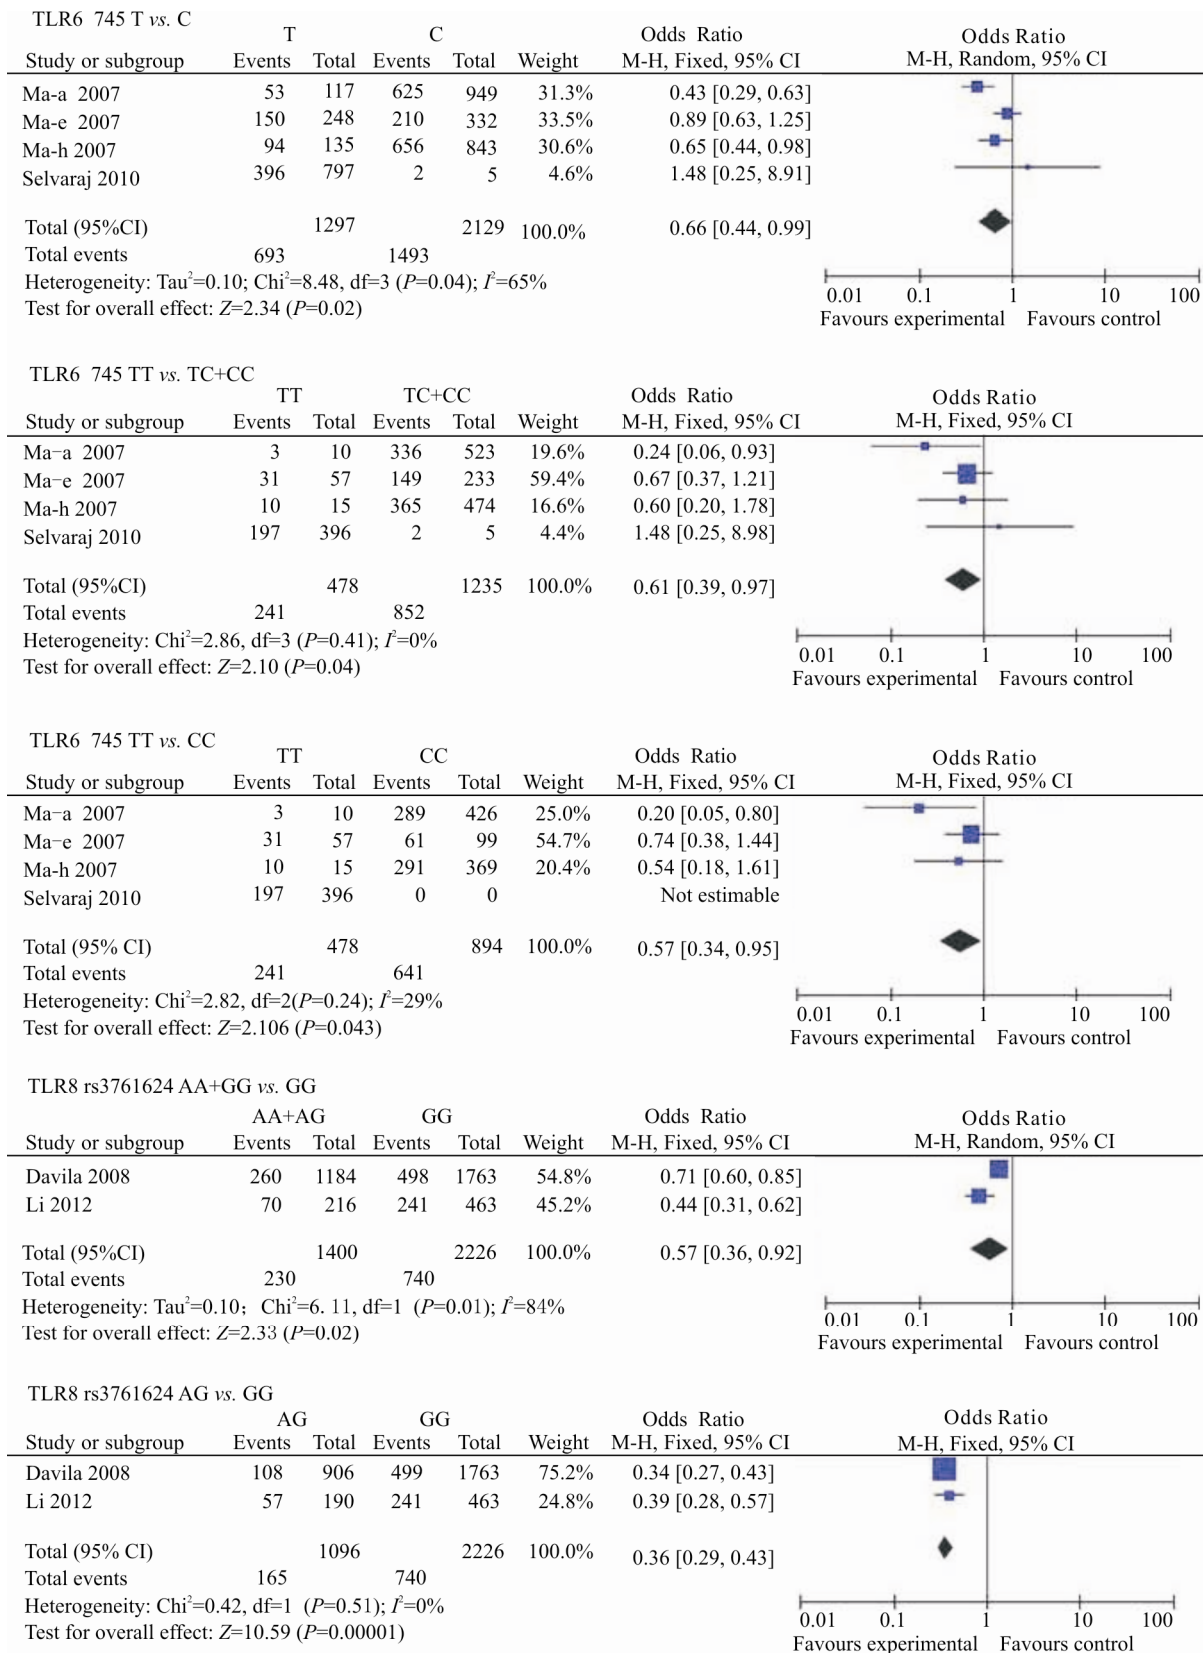 TLR6 745 T vs. C
T C Odds Ratio Odds Ratio
Study or subgroup Events Total Events Total Weight M-H, Fixed, 95% CI M-H, Random, 95% CI
Ma-a 2007 53 117 625 949 31.3% 0.43 [0.29, 0.63]
Ma-e 2007 150 248 210 332 33.5% 0.89 [0.63, 1.25]
Ma-h 2007 94 135 656 843 30.6% 0.65 [0.44, 0.98]
Selvaraj 2010 396 797 2 5 4.6% 1.48 [0.25, 8.91]
Total (95%CI) 1297 2129 100.0% 0.66 [0.44, 0.99]
Total events 693 1493
Heterogeneity: Tau²=0.10; Chi²=8.48, df=3 (P=0.04); I²=65%
Test for overall effect: Z=2.34 (P=0.02)
0.01 0.1 1 10 100
Favours experimental Favours control
TLR6 745 TT vs. TC+CC
TT TC+CC Odds Ratio Odds Ratio
Study or subgroup Events Total Events Total Weight M-H, Fixed, 95% CI M-H, Fixed, 95% CI
Ma-a 2007 3 10 336 523 19.6% 0.24 [0.06, 0.93]
Ma-e 2007 31 57 149 233 59.4% 0.67 [0.37, 1.21]
Ma-h 2007 10 15 365 474 16.6% 0.60 [0.20, 1.78]
Selvaraj 2010 197 396 2 5 4.4% 1.48 [0.25, 8.98]
Total (95%CI) 478 1235 100.0% 0.61 [0.39, 0.97]
Total events 241 852
Heterogeneity: Chi²=2.86, df=3 (P=0.41); I²=0%
Test for overall effect: Z=2.10 (P=0.04)
0.01 0.1 1 10 100
Favours experimental Favours control
TLR6 745 TT vs. CC
TT CC Odds Ratio Odds Ratio
Study or subgroup Events Total Events Total Weight M-H, Fixed, 95% CI M-H, Fixed, 95% CI
Ma-a 2007 3 10 289 426 25.0% 0.20 [0.05, 0.80]
Ma-e 2007 31 57 61 99 54.7% 0.74 [0.38, 1.44]
Ma-h 2007 10 15 291 369 20.4% 0.54 [0.18, 1.61]
Selvaraj 2010 197 396 0 0 Not estimable
Total (95% CI) 478 894 100.0% 0.57 [0.34, 0.95]
Total events 241 641
Heterogeneity: Chi²=2.82, df=2(P=0.24); I²=29%
Test for overall effect: Z=2.106 (P=0.043)
0.01 0.1 1 10 100
Favours experimental Favours control
TLR8 rs3761624 AA+GG vs. GG
AA+AG GG Odds Ratio Odds Ratio
Study or subgroup Events Total Events Total Weight M-H, Fixed, 95% CI M-H, Random, 95% CI
Davila 2008 260 1184 498 1763 54.8% 0.71 [0.60, 0.85]
Li 2012 70 216 241 463 45.2% 0.44 [0.31, 0.62]
Total (95%CI) 1400 2226 100.0% 0.57 [0.36, 0.92]
Total events 230 740
Heterogeneity: Tau²=0.10; Chi²=6. 11, df=1 (P=0.01); I²=84%
Test for overall effect: Z=2.33 (P=0.02)
0.01 0.1 1 10 100
Favours experimental Favours control
TLR8 rs3761624 AG vs. GG
AG GG Odds Ratio Odds Ratio
Study or subgroup Events Total Events Total Weight M-H, Fixed, 95% CI M-H, Fixed, 95% CI
Davila 2008 108 906 499 1763 75.2% 0.34 [0.27, 0.43]
Li 2012 57 190 241 463 24.8% 0.39 [0.28, 0.57]
Total (95% CI) 1096 2226 100.0% 0.36 [0.29, 0.43]
Total events 165 740
Heterogeneity: Chi²=0.42, df=1 (P=0.51); I²=0%
Test for overall effect: Z=10.59 (P=0.00001)
0.01 0.1 1 10 100
Favours experimental Favours control